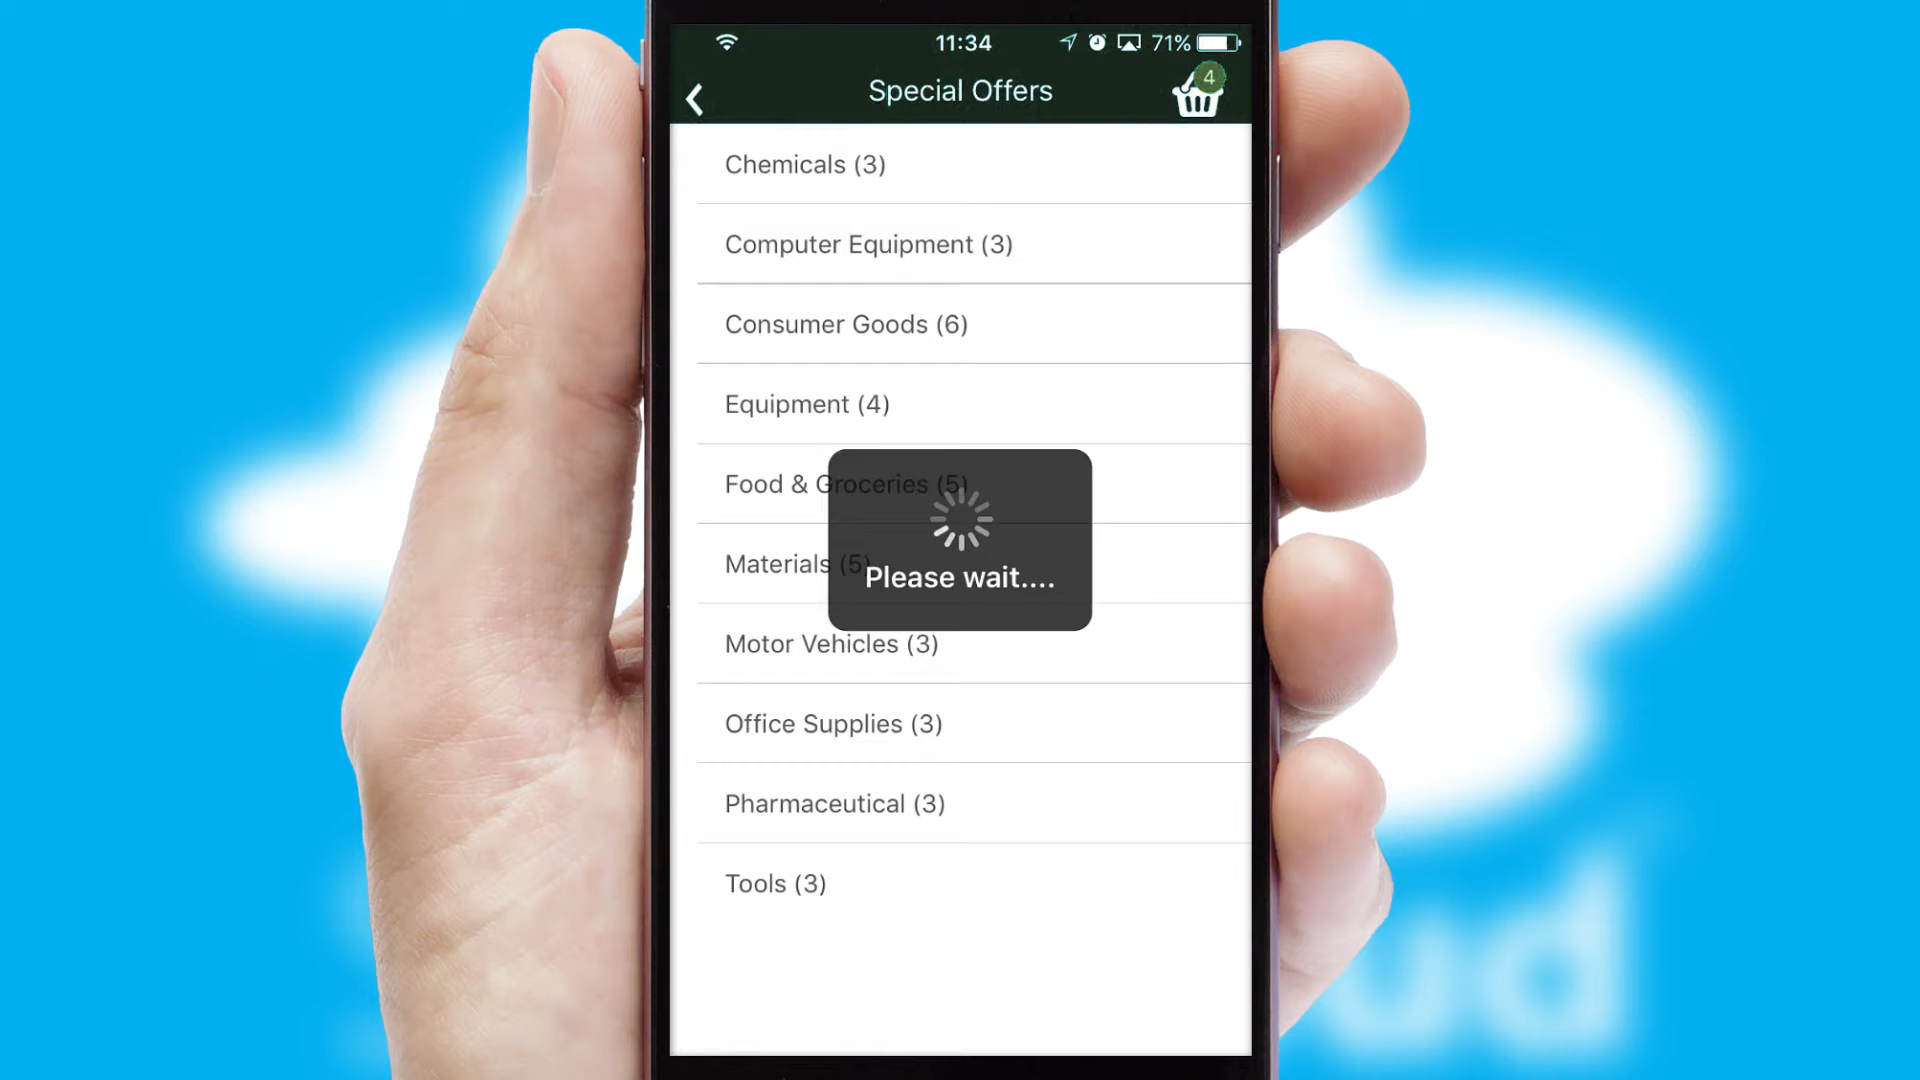 11:34
71%
Special Offers
4
Chemicals (3)
Computer Equipment (3)
Consumer Goods (6)
Equipment (4)
Food & Groceries (5)
Materials (5)
Please wait....
Motor Vehicles (3)
Office Supplies (3)
Pharmaceutical (3)
Tools (3)
ud